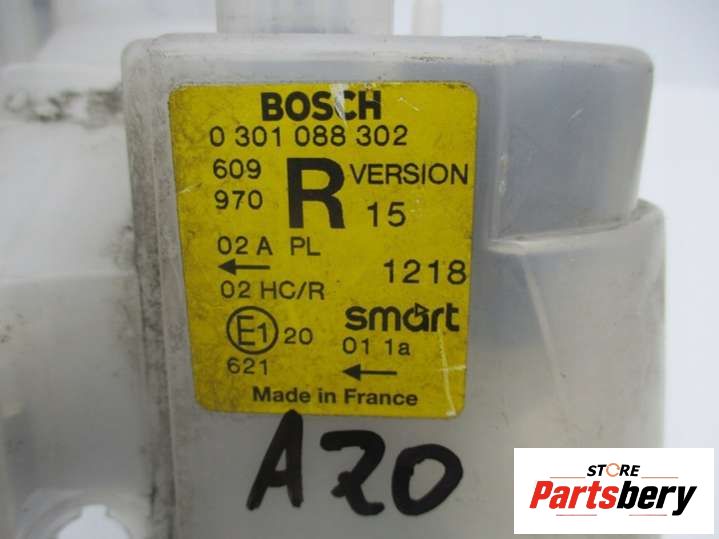 BOSCH
0 301 088 302
609 R VERSION
970 15
02 A PL
1218
02 HC/R
smart
E1 20
01 1a
621
Made in France
A20
STORE
Partsbery